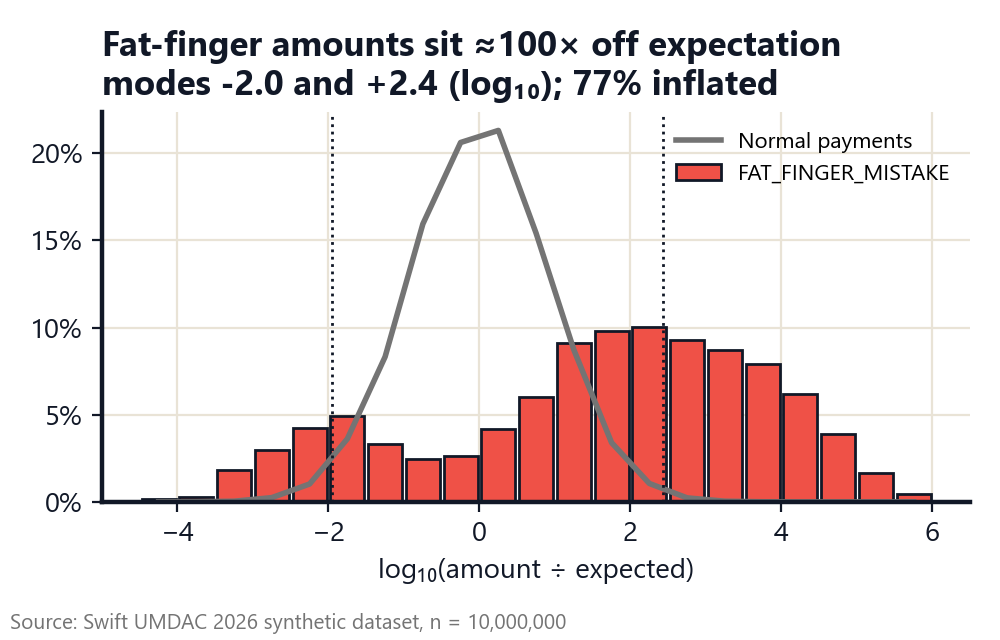 Fat-finger amounts sit ≈100× off expectation
modes -2.0 and +2.4 (log₁₀); 77% inflated
Normal payments
FAT_FINGER_MISTAKE
20%
15%
10%
5%
0%
−4
−2
0
2
4
6
log₁₀(amount ÷ expected)
Source: Swift UMDAC 2026 synthetic dataset, n = 10,000,000